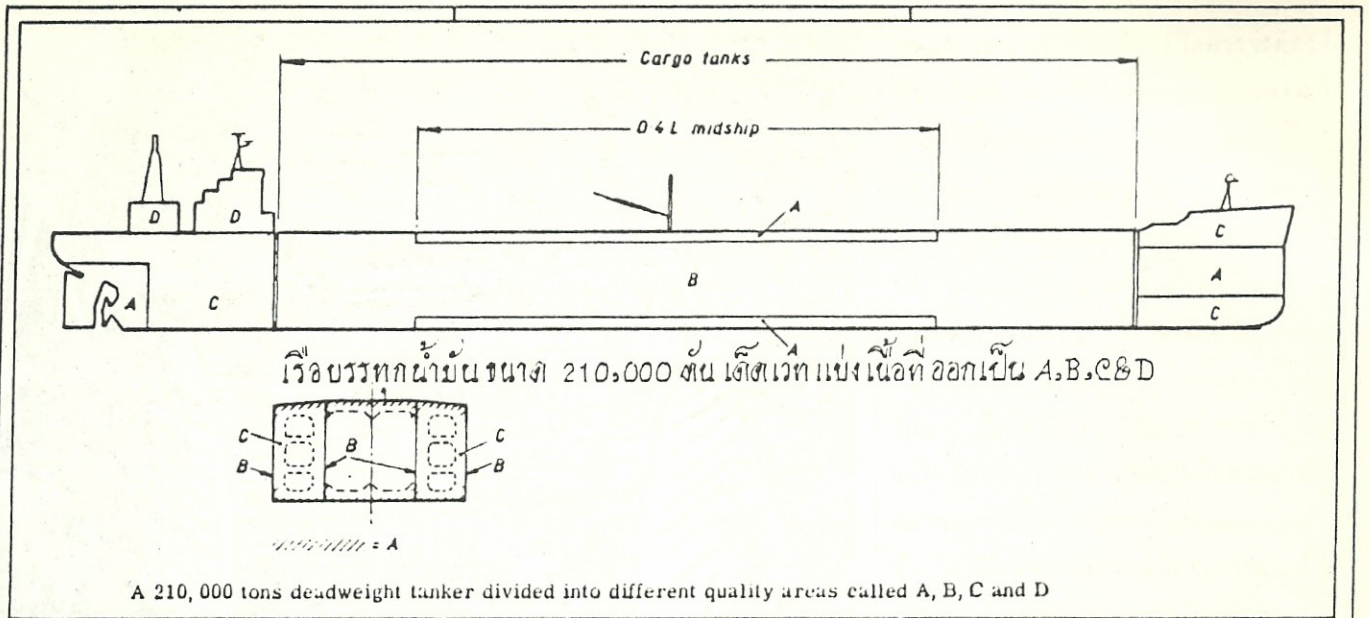 Cargo tanks
0 4 L midship
D D A C
A C B A
C
A
เรือบรรทุกน้ำมันขนาด 210,000 ตัน เด็ดเวท แบ่งเนื้อที่ ออกเป็น A,B,C&D
C B C
B B
= A
A 210,000 tons deadweight tanker divided into different quality areas called A, B, C and D